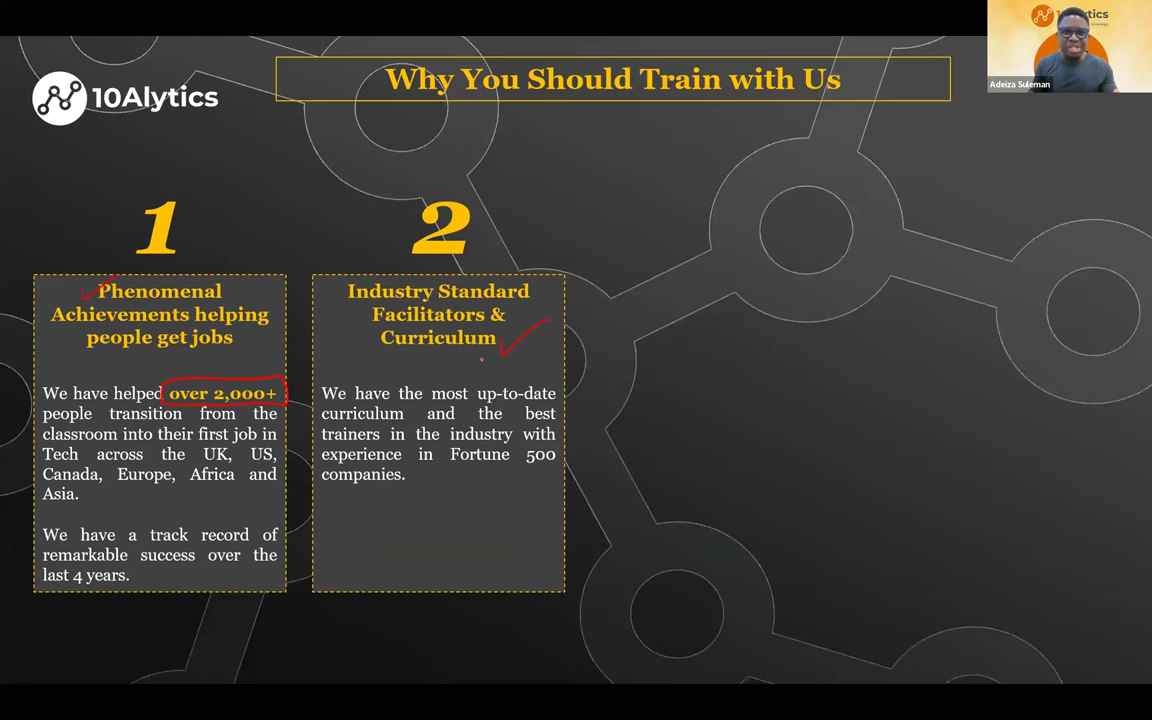 10Alytics
Why You Should Train with Us
10Alytics
Adeiza Suleman
1
Phenomenal
Achievements helping
people get jobs
We have helped over 2,000+
people transition from the
classroom into their first job in
Tech across the UK, US,
Canada, Europe, Africa and
Asia.
We have a track record of
remarkable success over the
last 4 years.
2
Industry Standard
Facilitators &
Curriculum
We have the most up-to-date
curriculum and the best
trainers in the industry with
experience in Fortune 500
companies.